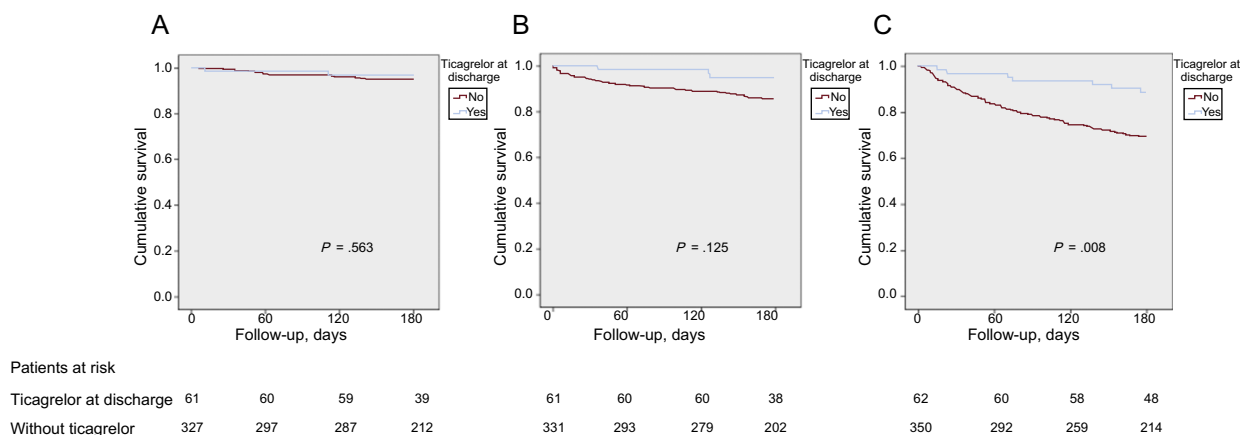 A
B
C
Ticagrelor at
discharge
No
Yes
Cumulative survival
1.0
0.8
0.6
0.4
0.2
0.0
P = .563
0
60
120
180
Follow-up, days
Ticagrelor at
discharge
No
Yes
Cumulative survival
1.0
0.8
0.6
0.4
0.2
0.0
P = .125
0
60
120
180
Follow-up, days
Ticagrelor at
discharge
No
Yes
Cumulative survival
1.0
0.8
0.6
0.4
0.2
0.0
P = .008
0
60
120
180
Follow-up, days
Patients at risk
Ticagrelor at discharge 61 60 59 39 61 60 60 38 62 60 58 48
Without ticagrelor 327 297 287 212 331 293 279 202 350 292 259 214